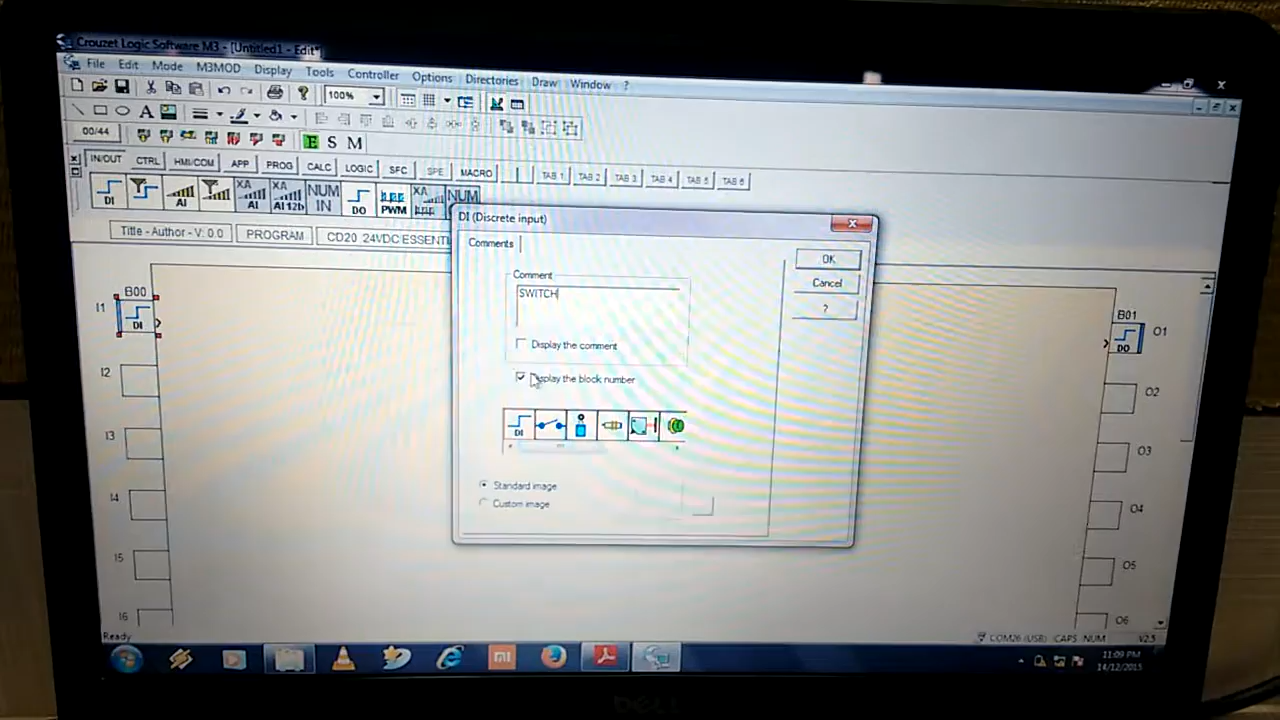 Crouzet Logic Software M3 - [Untitled1 - Edit*]
File Edit Mode M3MOD Display Tools Controller Options Directories Draw Window ?
100%
A
00/44 E S M
IN/OUT CTRL HMI/COM APP PROG CALC LOGIC SFC SPE MACRO TAB 1 TAB 2 TAB 3 TAB 4 TAB 5 TAB 6
DI AI XA AI XA AI 12b NUM IN DO PWM XA NUM
Title - Author - V: 0.0 PROGRAM CD20 24VDC ESSENTI
DI (Discrete input)
Comments
OK
Cancel
?
Comment
SWITCH
Display the comment
Display the block number
DI
Standard image
Custom image
B00
I1
DI
I2
I3
I4
I5
I6
B01
O1
DO
O2
O3
O4
O5
O6
Ready
COM26 (USB) CAPS NUM V2.5
mi
11:09 PM
14/12/2015
DELL